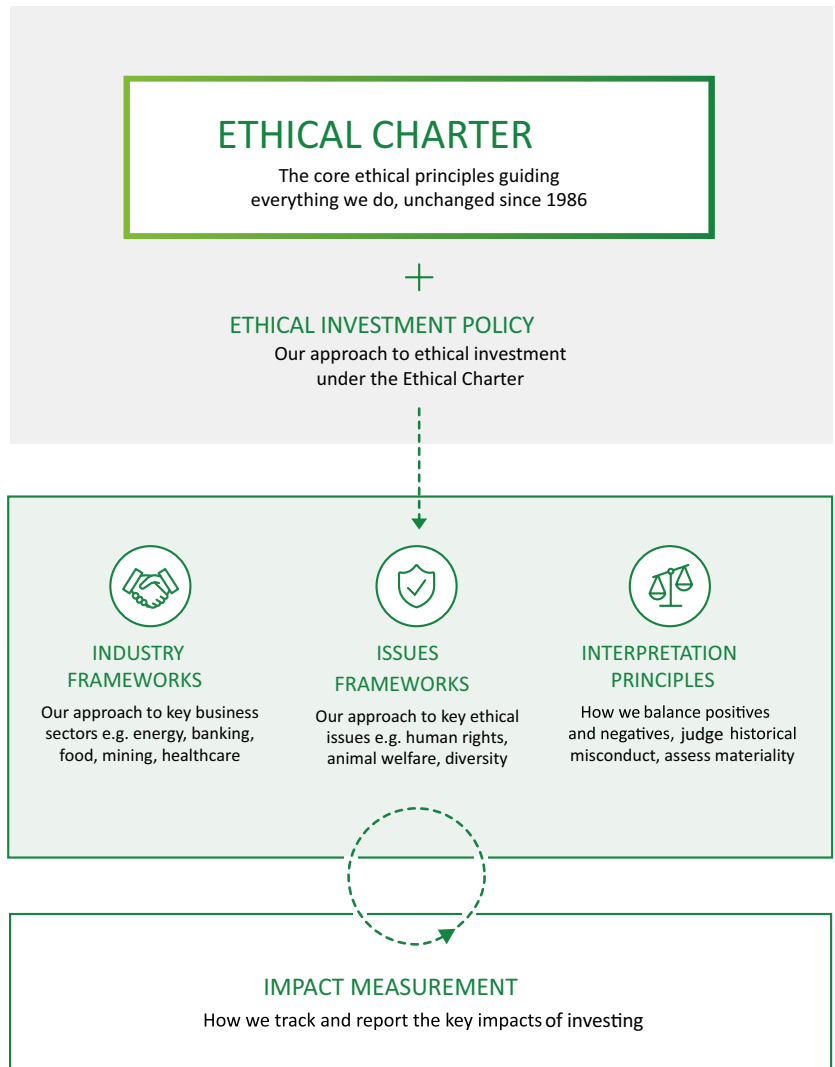 ETHICAL CHARTER
The core ethical principles guiding
everything we do, unchanged since 1986
+
ETHICAL INVESTMENT POLICY
Our approach to ethical investment
under the Ethical Charter
INDUSTRY
FRAMEWORKS
Our approach to key business
sectors e.g. energy, banking,
food, mining, healthcare
ISSUES
FRAMEWORKS
Our approach to key ethical
issues e.g. human rights,
animal welfare, diversity
INTERPRETATION
PRINCIPLES
How we balance positives
and negatives, judge historical
misconduct, assess materiality
IMPACT MEASUREMENT
How we track and report the key impacts of investing